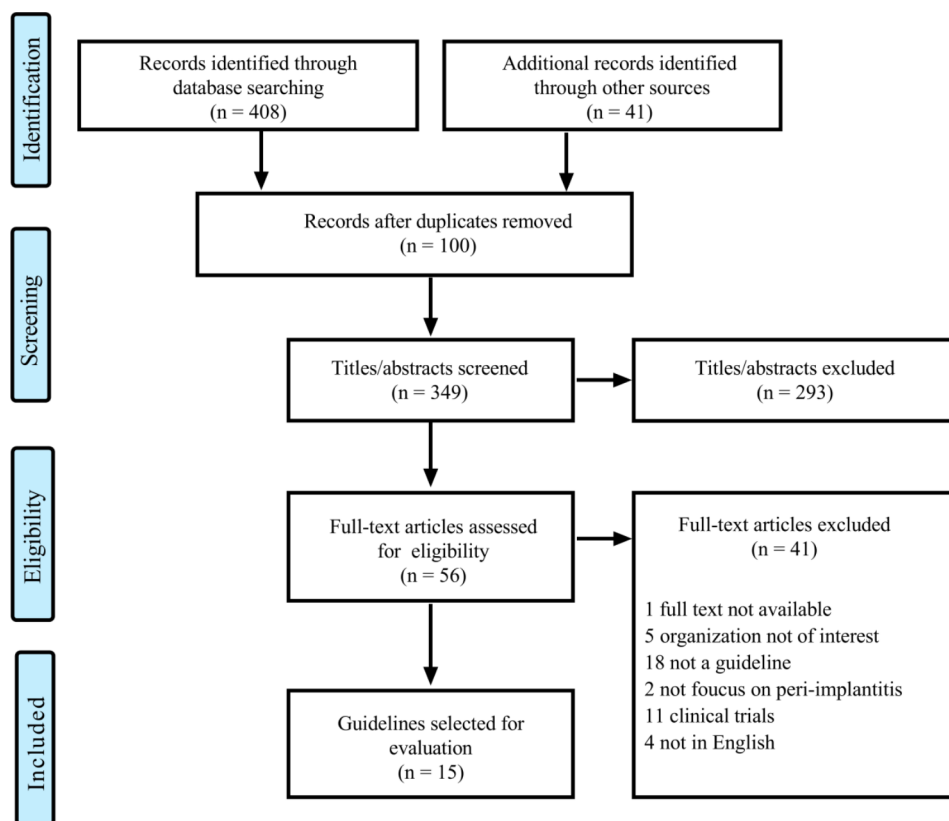 Identification
Records identified through
database searching
(n = 408)
Additional records identified
through other sources
(n = 41)
Screening
Records after duplicates removed
(n = 100)
Titles/abstracts screened
(n = 349)
Titles/abstracts excluded
(n = 293)
Eligibility
Full-text articles assessed
for eligibility
(n = 56)
Full-text articles excluded
(n = 41)
1 full text not available
5 organization not of interest
18 not a guideline
2 not foucus on peri-implantitis
11 clinical trials
4 not in English
Included
Guidelines selected for
evaluation
(n = 15)